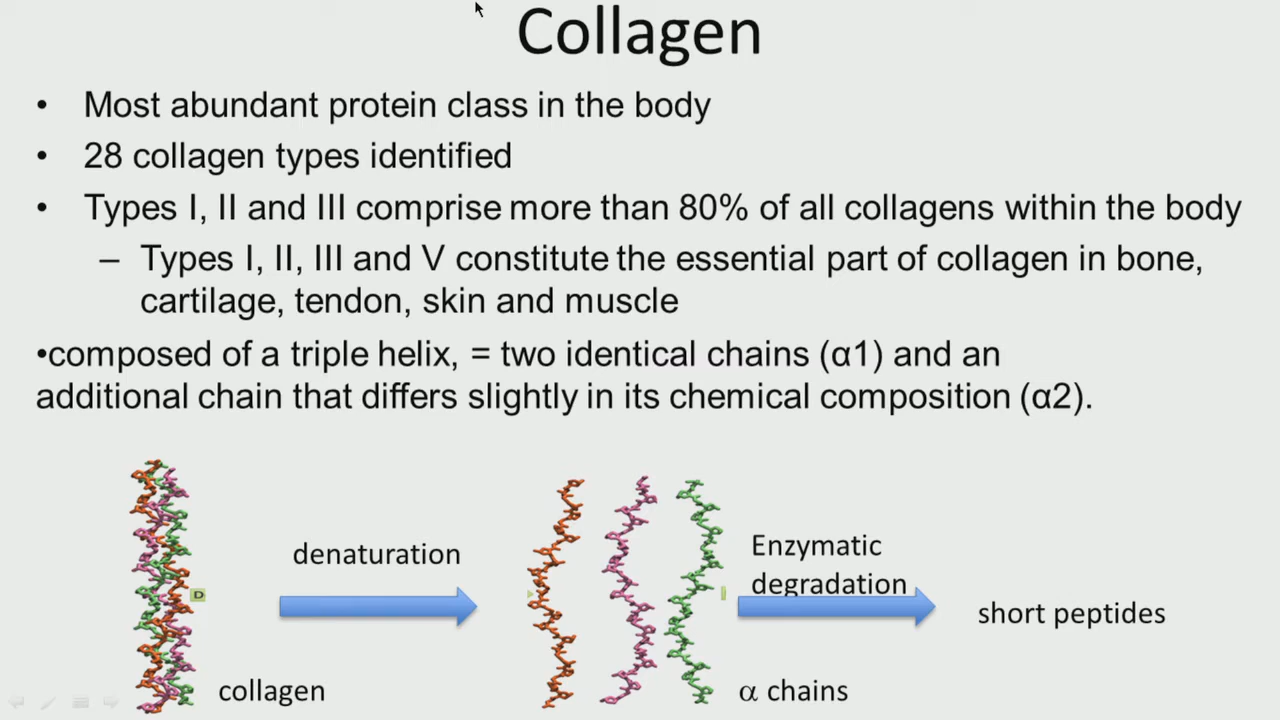 Collagen
• Most abundant protein class in the body
• 28 collagen types identified
• Types I, II and III comprise more than 80% of all collagens within the body
– Types I, II, III and V constitute the essential part of collagen in bone,
cartilage, tendon, skin and muscle
•composed of a triple helix, = two identical chains (α1) and an
additional chain that differs slightly in its chemical composition (α2).
denaturation
Enzymatic
degradation
D
short peptides
collagen
α chains